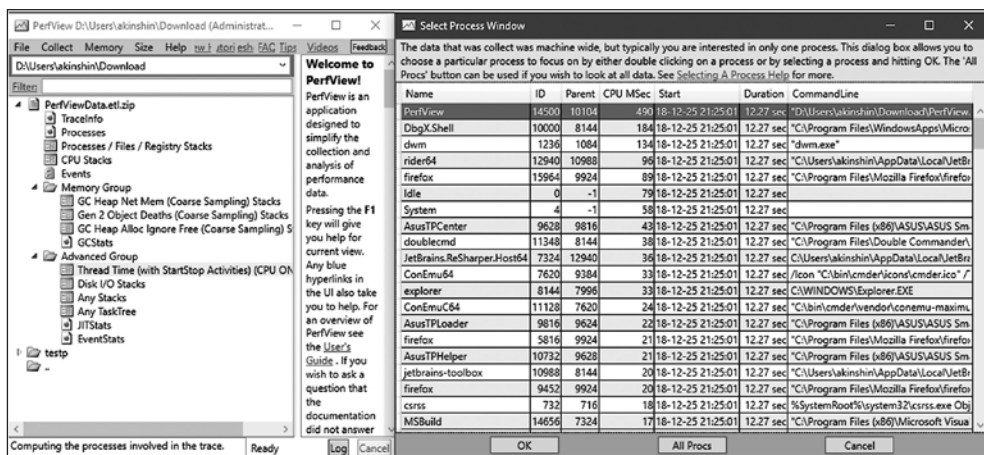 PerfView D:\Users\akinshin\Download (Administrat...
File Collect Memory Size Help Videos Feedback
FAQ Tips
D:\Users\akinshin\Download
Filter:
PerfViewData.etl.zip
TraceInfo
Processes
Processes / Files / Registry Stacks
CPU Stacks
Events
Memory Group
GC Heap Net Mem (Coarse Sampling) Stacks
Gen 2 Object Deaths (Coarse Sampling) Stacks
GC Heap Alloc Ignore Free (Coarse Sampling) S
GCStats
Advanced Group
Thread Time (with StartStop Activities) (CPU ON
Disk I/O Stacks
Any Stacks
Any TaskTree
JITStats
EventStats
testp
..
Welcome to
PerfView!
PerfView is an
application
designed to
simplify the
collection and
analysis of
performance
data.
Pressing the F1
key will give
you help for
current view.
Any blue
hyperlinks in
the UI also take
you to help. For
an overview of
PerfView see
the User's
Guide . If you
wish to ask a
question that
the
documentation
did not answer
Computing the processes involved in the trace. Ready Log Cancel
Select Process Window
The data that was collect was machine wide, but typically you are interested in only one process. This dialog box allows you to
choose a particular process to focus on by either double clicking on a process or by selecting a process and hitting OK. The 'All
Procs' button can be used if you wish to look at all data. See Selecting A Process Help for more.
Name ID Parent CPU MSec Start Duration CommandLine
PerfView 14500 10104 490 18-12-25 21:25:01 12.27 sec "D:\Users\akinshin\Download\PerfView.
DbgX.Shell 10000 8144 184 18-12-25 21:25:01 12.27 sec "C:\Program Files\WindowsApps\Micro
dwm 1236 1084 134 18-12-25 21:25:01 12.27 sec "dwm.exe"
rider64 12940 10988 96 18-12-25 21:25:01 12.27 sec "C:\Users\akinshin\AppData\Local\JetBr
firefox 15964 9924 89 18-12-25 21:25:01 12.27 sec "C:\Program Files\Mozilla Firefox\firefo
Idle 0 -1 79 18-12-25 21:25:01 12.27 sec
System 4 -1 58 18-12-25 21:25:01 12.27 sec
AsusTPCenter 9628 9816 43 18-12-25 21:25:01 12.27 sec "C:\Program Files (x86)\ASUS\ASUS Sm
doublecmd 11348 8144 38 18-12-25 21:25:01 12.27 sec "C:\Program Files\Double Commander\
JetBrains.ReSharper.Host64 7324 12940 36 18-12-25 21:25:01 12.27 sec C:\Users\akinshin\AppData\Local\JetBra
ConEmu64 7620 9384 33 18-12-25 21:25:01 12.27 sec /Icon "C:\bin\cmder\icons\cmder.ico" /
explorer 8144 7996 33 18-12-25 21:25:01 12.27 sec C:\WINDOWS\Explorer.EXE
ConEmuC64 11128 7620 24 18-12-25 21:25:01 12.27 sec "C:\bin\cmder\vendor\conemu-maximu
AsusTPLoader 9816 9624 22 18-12-25 21:25:01 12.27 sec "C:\Program Files (x86)\ASUS\ASUS Sm
firefox 5816 9924 21 18-12-25 21:25:01 12.27 sec "C:\Program Files\Mozilla Firefox\firefo
AsusTPHelper 10732 9628 21 18-12-25 21:25:01 12.27 sec "C:\Program Files (x86)\ASUS\ASUS Sm
jetbrains-toolbox 10988 8144 20 18-12-25 21:25:01 12.27 sec "C:\Users\akinshin\AppData\Local\JetB
firefox 9452 9924 20 18-12-25 21:25:01 12.27 sec "C:\Program Files\Mozilla Firefox\firefo
csrss 732 716 18 18-12-25 21:25:01 12.27 sec %SystemRoot%\system32\csrss.exe Obj
MSBuild 14656 7324 17 18-12-25 21:25:01 12.27 sec "C:\Program Files (x86)\Microsoft Visua
OK All Procs Cancel